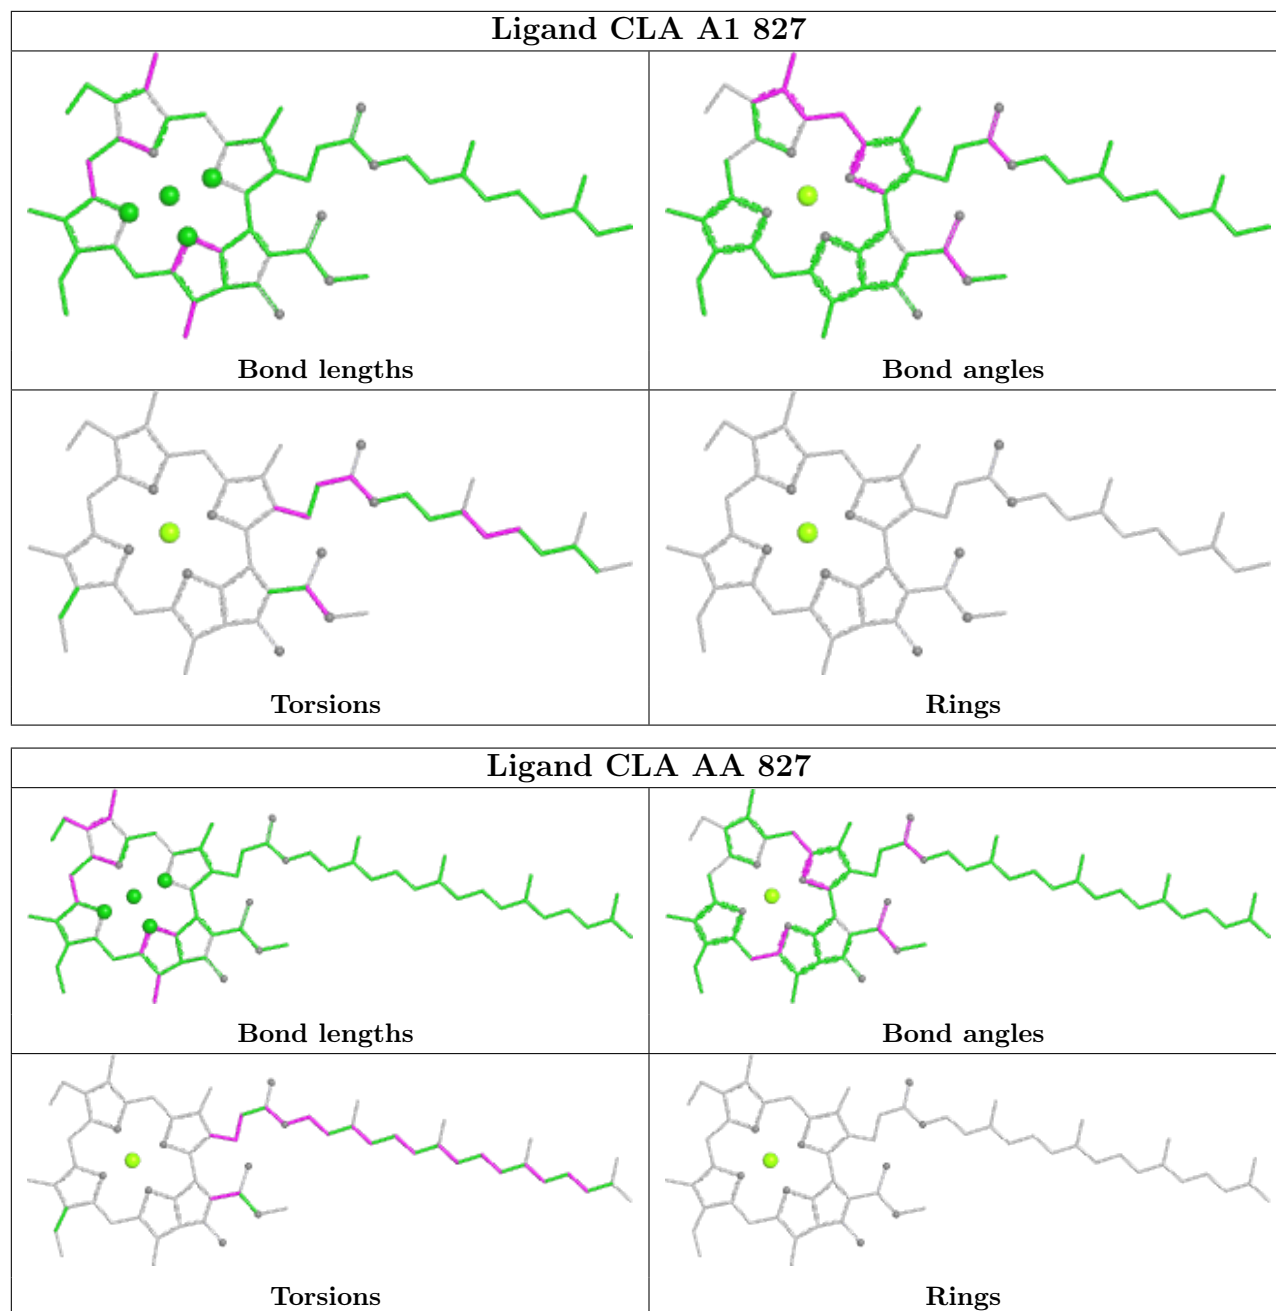 Ligand CLA A1 827
Bond lengths
Bond angles
Torsions
Rings
Ligand CLA AA 827
Bond lengths
Bond angles
Torsions
Rings